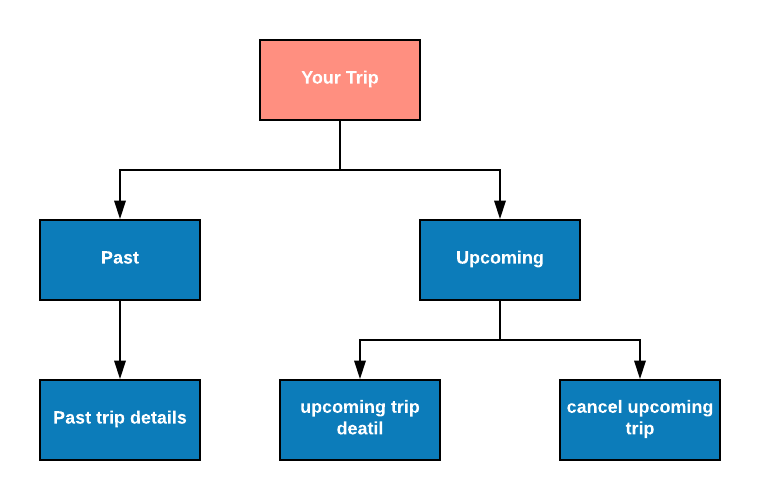 Your Trip
Past
Upcoming
Past trip details
upcoming trip
deatil
cancel upcoming
trip